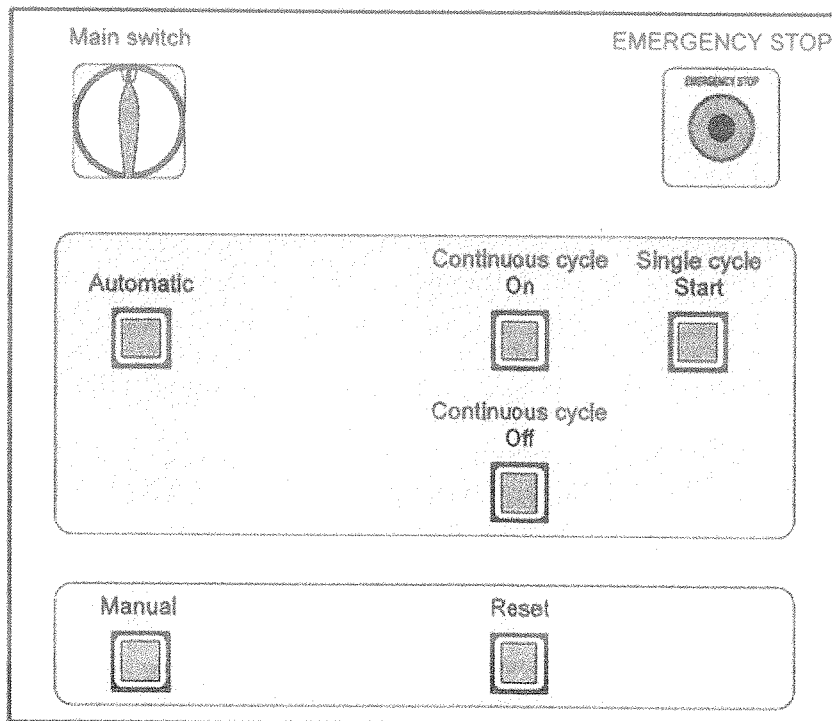 Main switch
EMERGENCY STOP
EMERGENCY STOP
Automatic
Continuous cycle
On
Single cycle
Start
Continuous cycle
Off
Manual
Reset